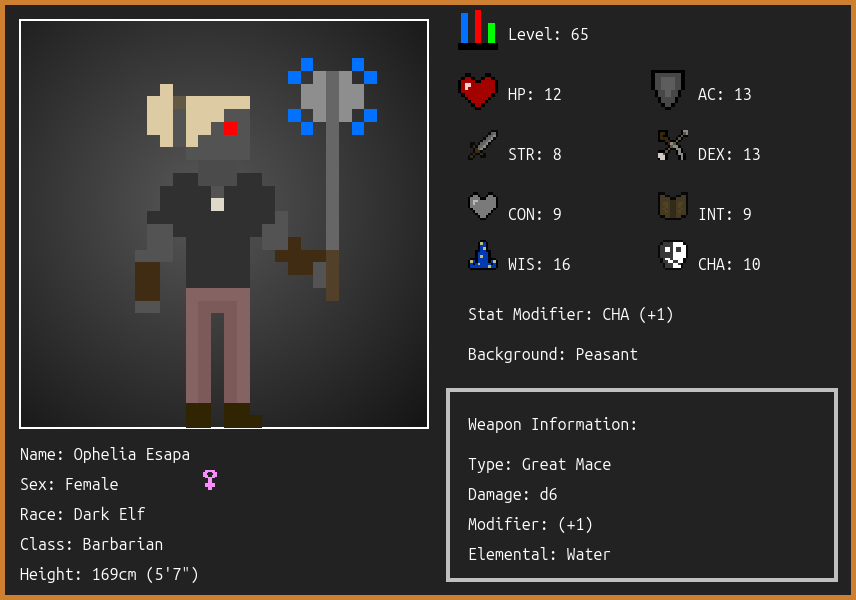 Level: 65
HP: 12
AC: 13
STR: 8
DEX: 13
CON: 9
INT: 9
WIS: 16
CHA: 10
Stat Modifier: CHA (+1)
Background: Peasant
Weapon Information:
Type: Great Mace
Damage: d6
Modifier: (+1)
Elemental: Water
Name: Ophelia Esapa
Sex: Female
Race: Dark Elf
Class: Barbarian
Height: 169cm (5'7")